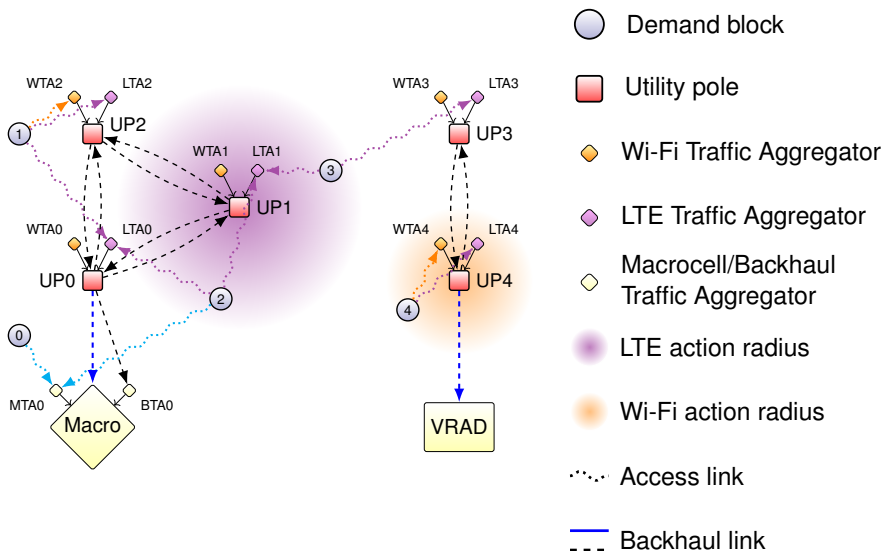 Demand block
Utility pole
Wi-Fi Traffic Aggregator
LTE Traffic Aggregator
Macrocell/Backhaul
Traffic Aggregator
LTE action radius
Wi-Fi action radius
Access link
Backhaul link
WTA2
LTA2
1
UP2
WTA1
LTA1
UP1
3
WTA3
LTA3
UP3
WTA0
LTA0
UP0
2
WTA4
LTA4
UP4
4
0
MTA0
BTA0
Macro
VRAD